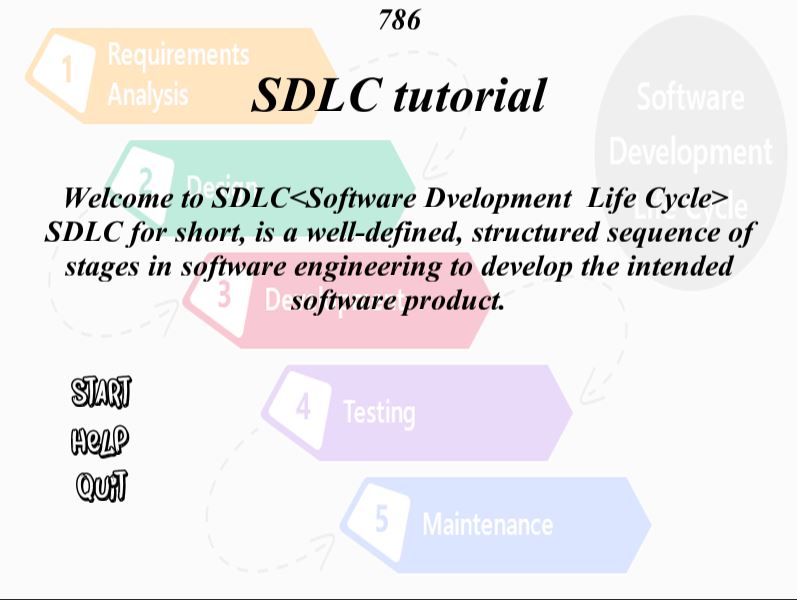 786
1
Requirements
Analysis
SDLC tutorial
Software
Development
Life Cycle
2
Design
Welcome to SDLC<Software Dvelopment  Life Cycle>
SDLC for short, is a well-defined, structured sequence of
stages in software engineering to develop the intended
software product.
3
Development
START
HELP
QUIT
4
Testing
5
Maintenance